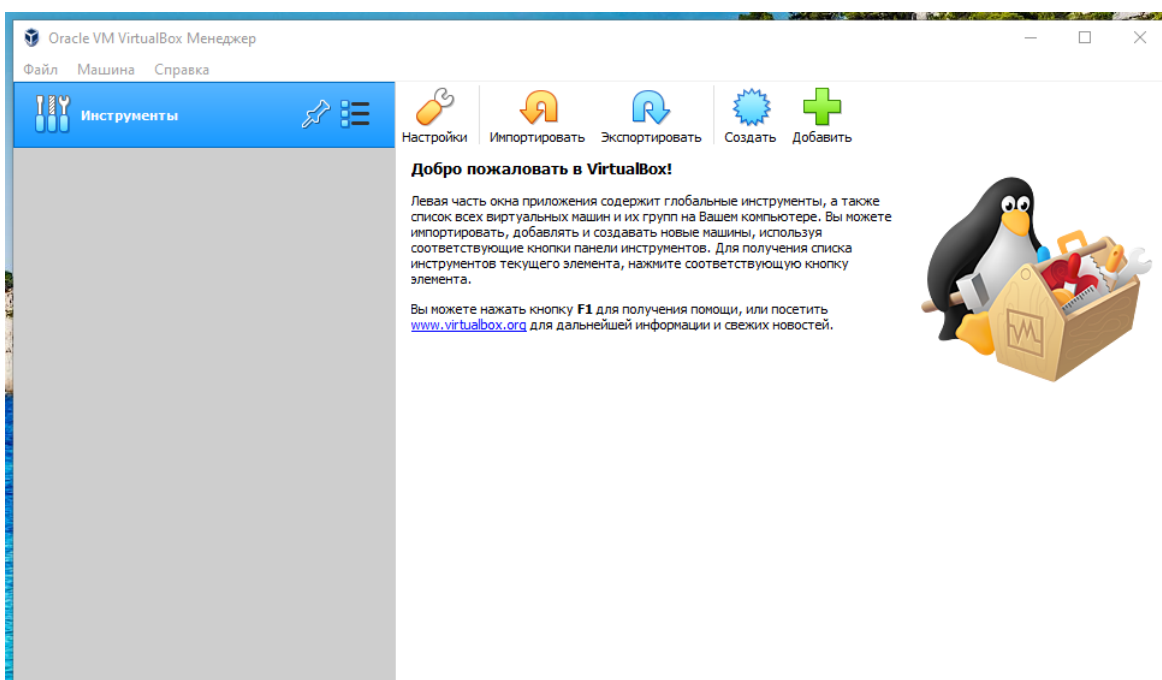 Oracle VM VirtualBox Менеджер
Файл Машина Справка
Инструменты
Настройки Импортировать Экспортировать Создать Добавить
Добро пожаловать в VirtualBox!
Левая часть окна приложения содержит глобальные инструменты, а также
список всех виртуальных машин и их групп на Вашем компьютере. Вы можете
импортировать, добавлять и создавать новые машины, используя
соответствующие кнопки панели инструментов. Для получения списка
инструментов текущего элемента, нажмите соответствующую кнопку
элемента.
Вы можете нажать кнопку F1 для получения помощи, или посетить
www.virtualbox.org для дальнейшей информации и свежих новостей.